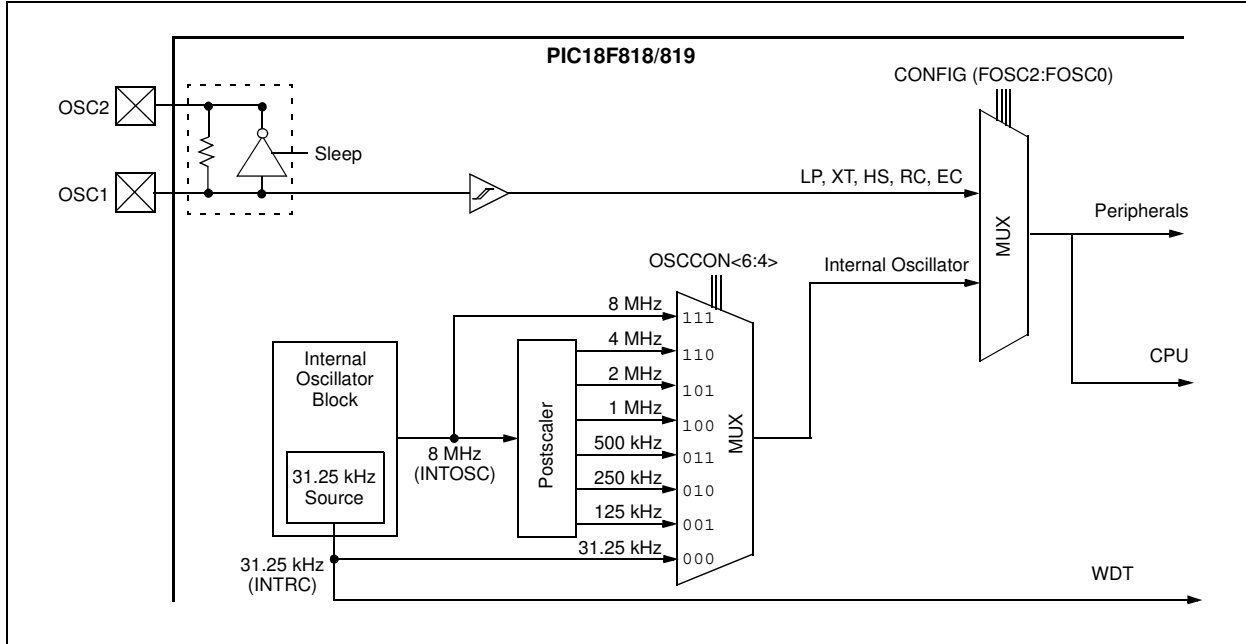 PIC18F818/819
CONFIG (FOSC2:FOSC0)
OSC2
Sleep
OSC1
LP, XT, HS, RC, EC
MUX
Peripherals
OSCCON<6:4>
Internal Oscillator
8 MHz
111
4 MHz
110
2 MHz
101
1 MHz
100
500 kHz
011
250 kHz
010
125 kHz
001
31.25 kHz
000
MUX
CPU
Internal
Oscillator
Block
Postscaler
8 MHz
(INTOSC)
31.25 kHz
Source
31.25 kHz
(INTRC)
WDT